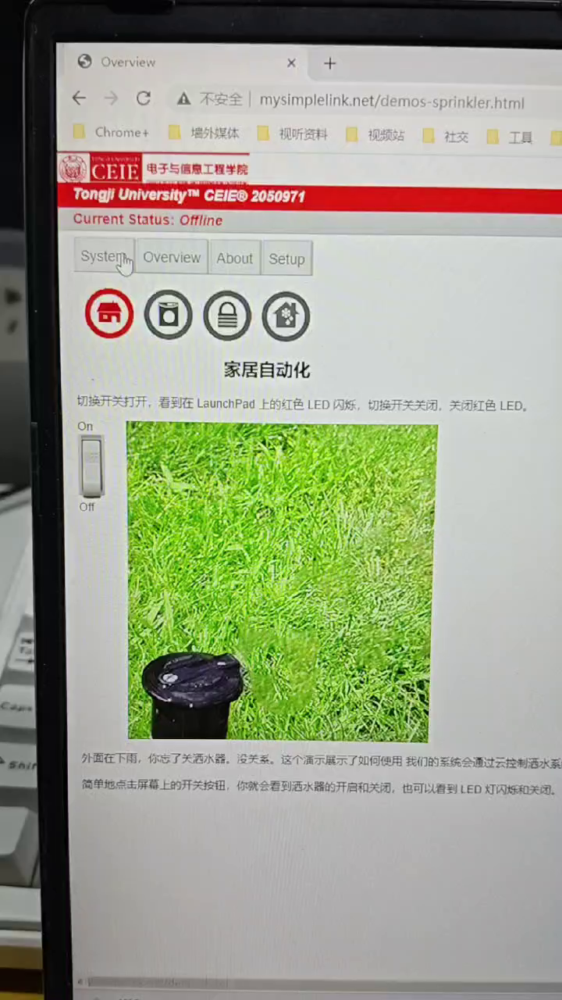 Overview
不安全 | mysimplelink.net/demos-sprinkler.html
Chrome+ 墙外媒体 视听资料 视频站 社交 工具
CEIE 电子与信息工程学院
Tongji University™ CEIE® 2050971
Current Status: Offline
System Overview About Setup
家居自动化
切换开关打开，看到在 LaunchPad 上的红色 LED 闪烁，切换开关关闭，关闭红色 LED。
On
Off
外面在下雨，你忘了关洒水器。没关系。这个演示展示了如何使用 我们的系统会通过云控制洒水系
简单地点击屏幕上的开关按钮，你就会看到洒水器的开启和关闭，也可以看到 LED 灯闪烁和关闭。
Caps
Shif